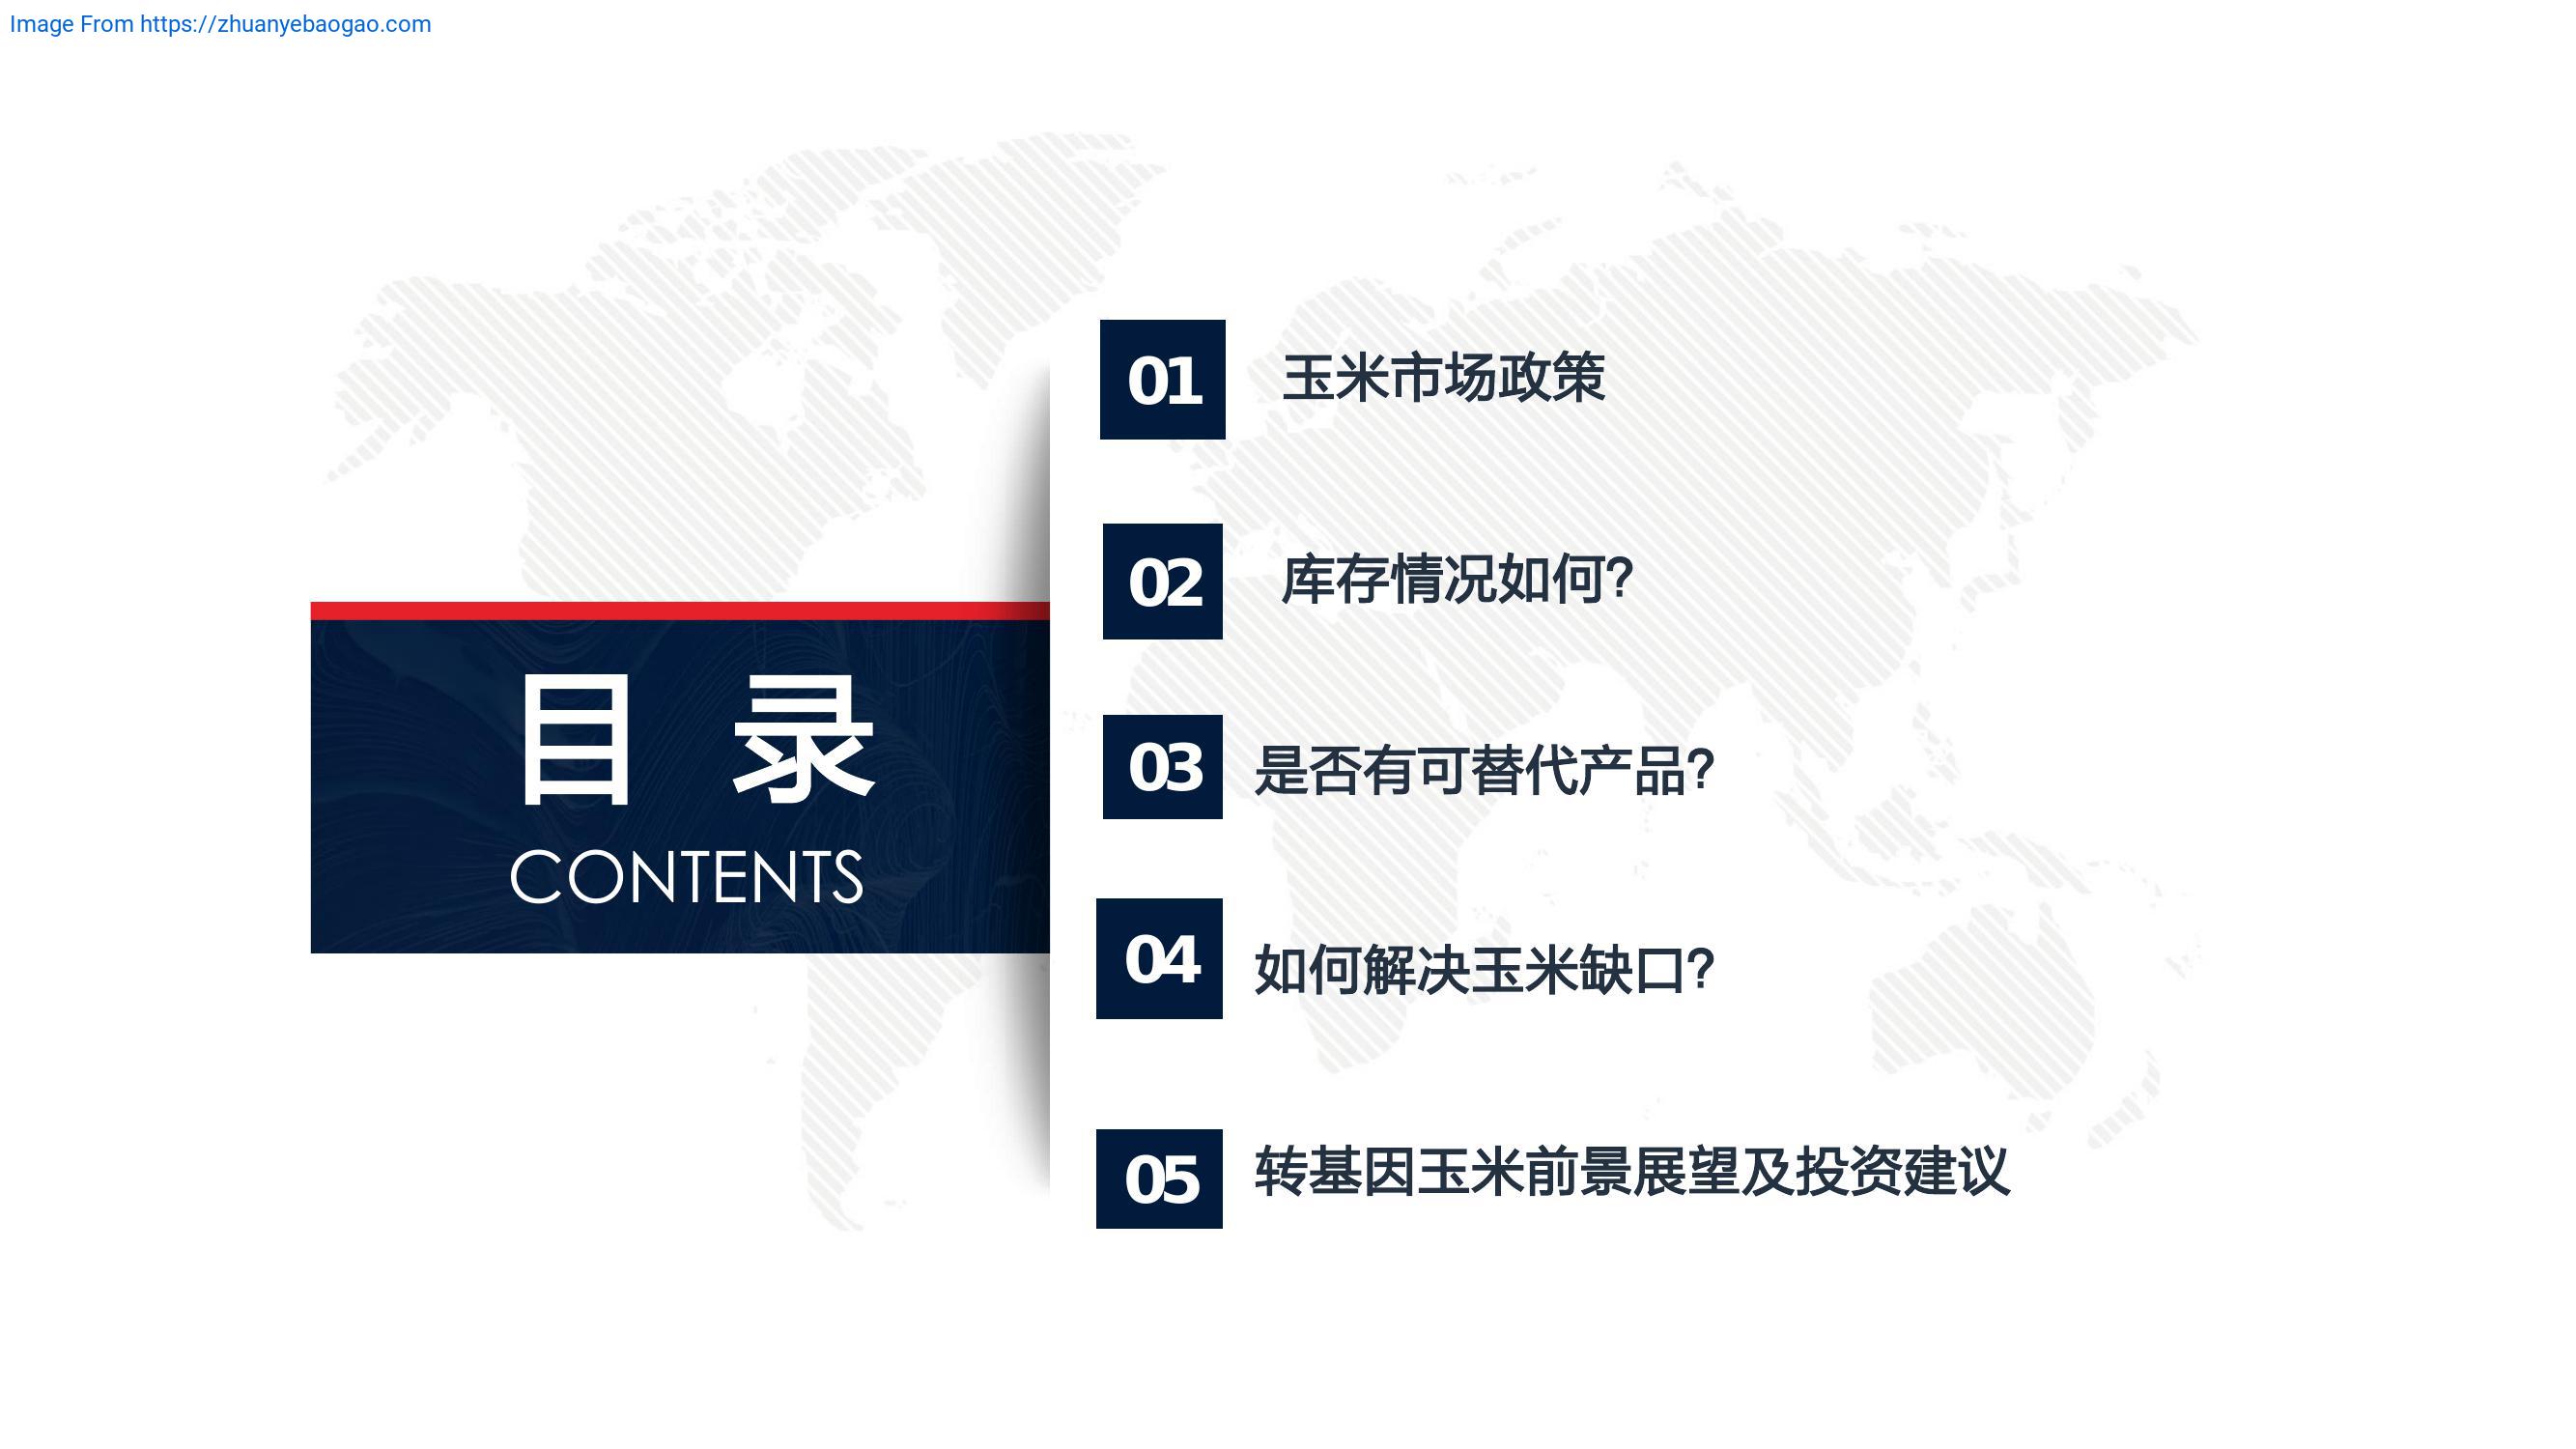 Image From https://zhuanyebaogao.com
目 录
CONTENTS
01 玉米市场政策
02 库存情况如何?
03 是否有可替代产品?
04 如何解决玉米缺口?
05 转基因玉米前景展望及投资建议